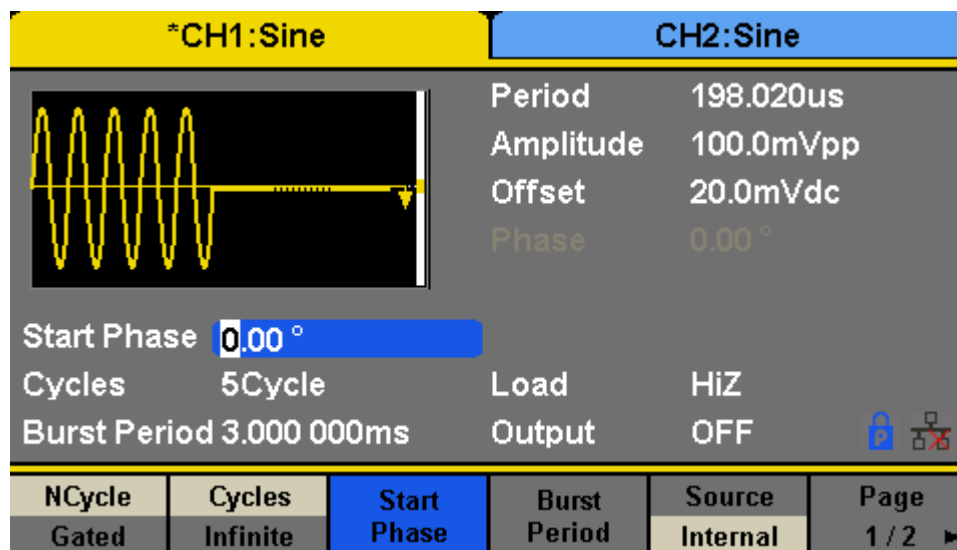 *CH1:Sine CH2:Sine
Period 198.020us
Amplitude 100.0mVpp
Offset 20.0mVdc
Phase 0.00 °
Start Phase 0.00 °
Cycles 5Cycle Load HiZ
Burst Period 3.000 000ms Output OFF
P
NCycle Cycles Start Burst Source Page
Gated Infinite Phase Period Internal 1/2 ►